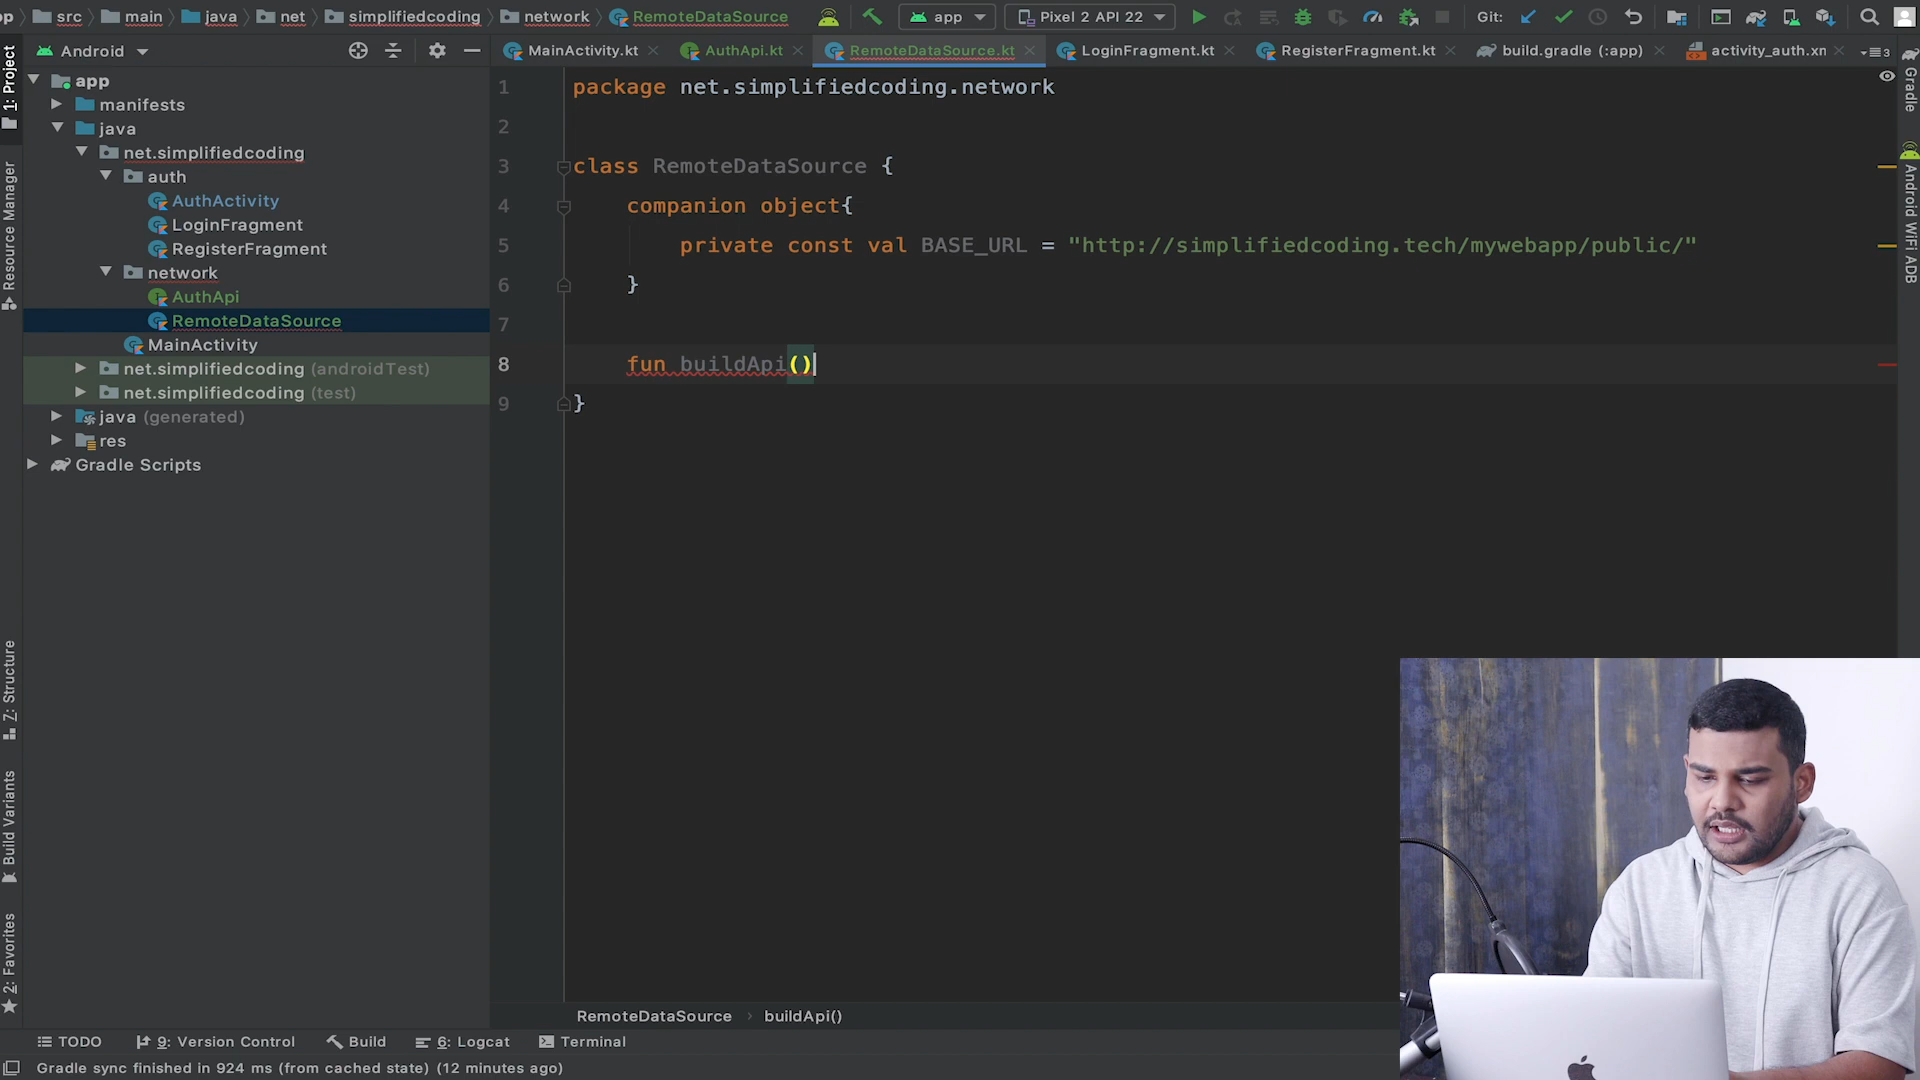 src main java net simplifiedcoding network RemoteDataSource app Pixel 2 API 22 Git:
Android MainActivity.kt AuthApi.kt RemoteDataSource.kt LoginFragment.kt RegisterFragment.kt build.gradle (:app) activity_auth.xm
1: Project
Resource Manager
Z: Structure
Build Variants
2: Favorites
app
manifests
java
net.simplifiedcoding
auth
AuthActivity
LoginFragment
RegisterFragment
network
AuthApi
RemoteDataSource
MainActivity
net.simplifiedcoding (androidTest)
net.simplifiedcoding (test)
java (generated)
res
Gradle Scripts
1 package net.simplifiedcoding.network
2
3 class RemoteDataSource {
4 companion object{
5 private const val BASE_URL = "http://simplifiedcoding.tech/mywebapp/public/"
6 }
7
8 fun buildApi()
9 }
Gradle
Android WiFi ADB
RemoteDataSource › buildApi()
TODO 9: Version Control Build 6: Logcat Terminal
Gradle sync finished in 924 ms (from cached state) (12 minutes ago)